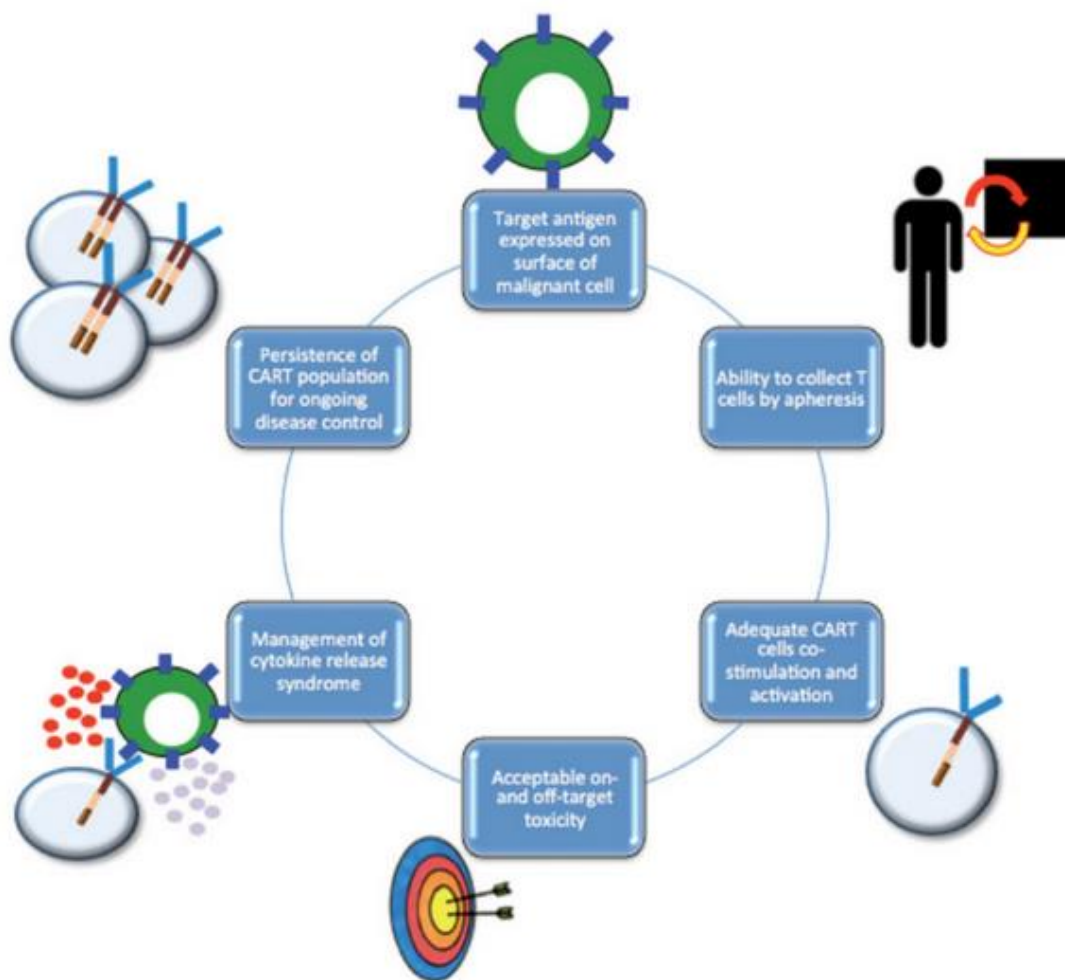 Target antigen
expressed on
surface of
malignant cell
Ability to collect T
cells by apheresis
Adequate CART
cells co-
stimulation and
activation
Acceptable on-
and off-target
toxicity
Management of
cytokine release
syndrome
Persistence of
CART population
for ongoing
disease control